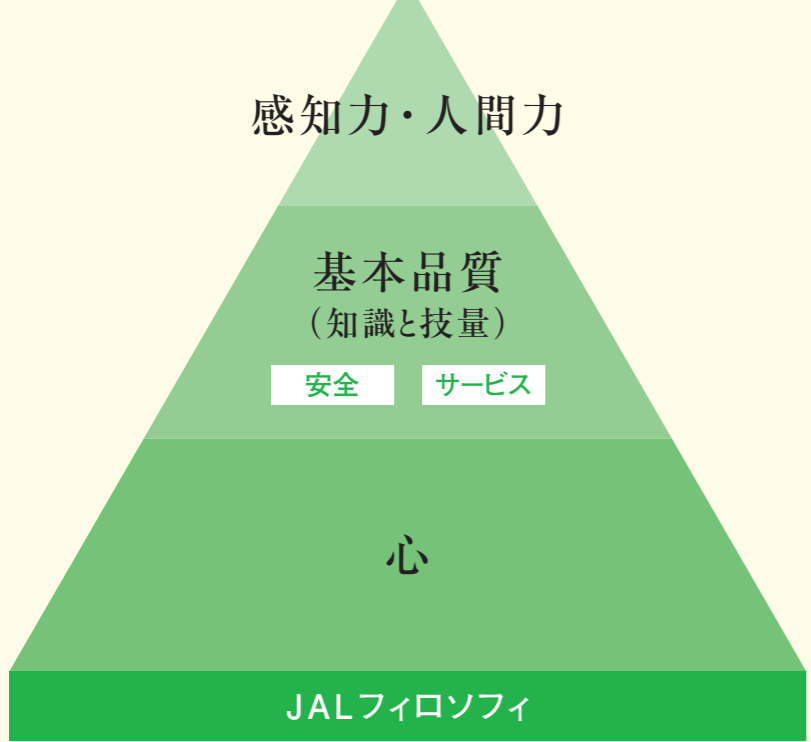 感知力・人間力
基本品質
（知識と技量）
安全 サービス
心
JALフィロソフィ